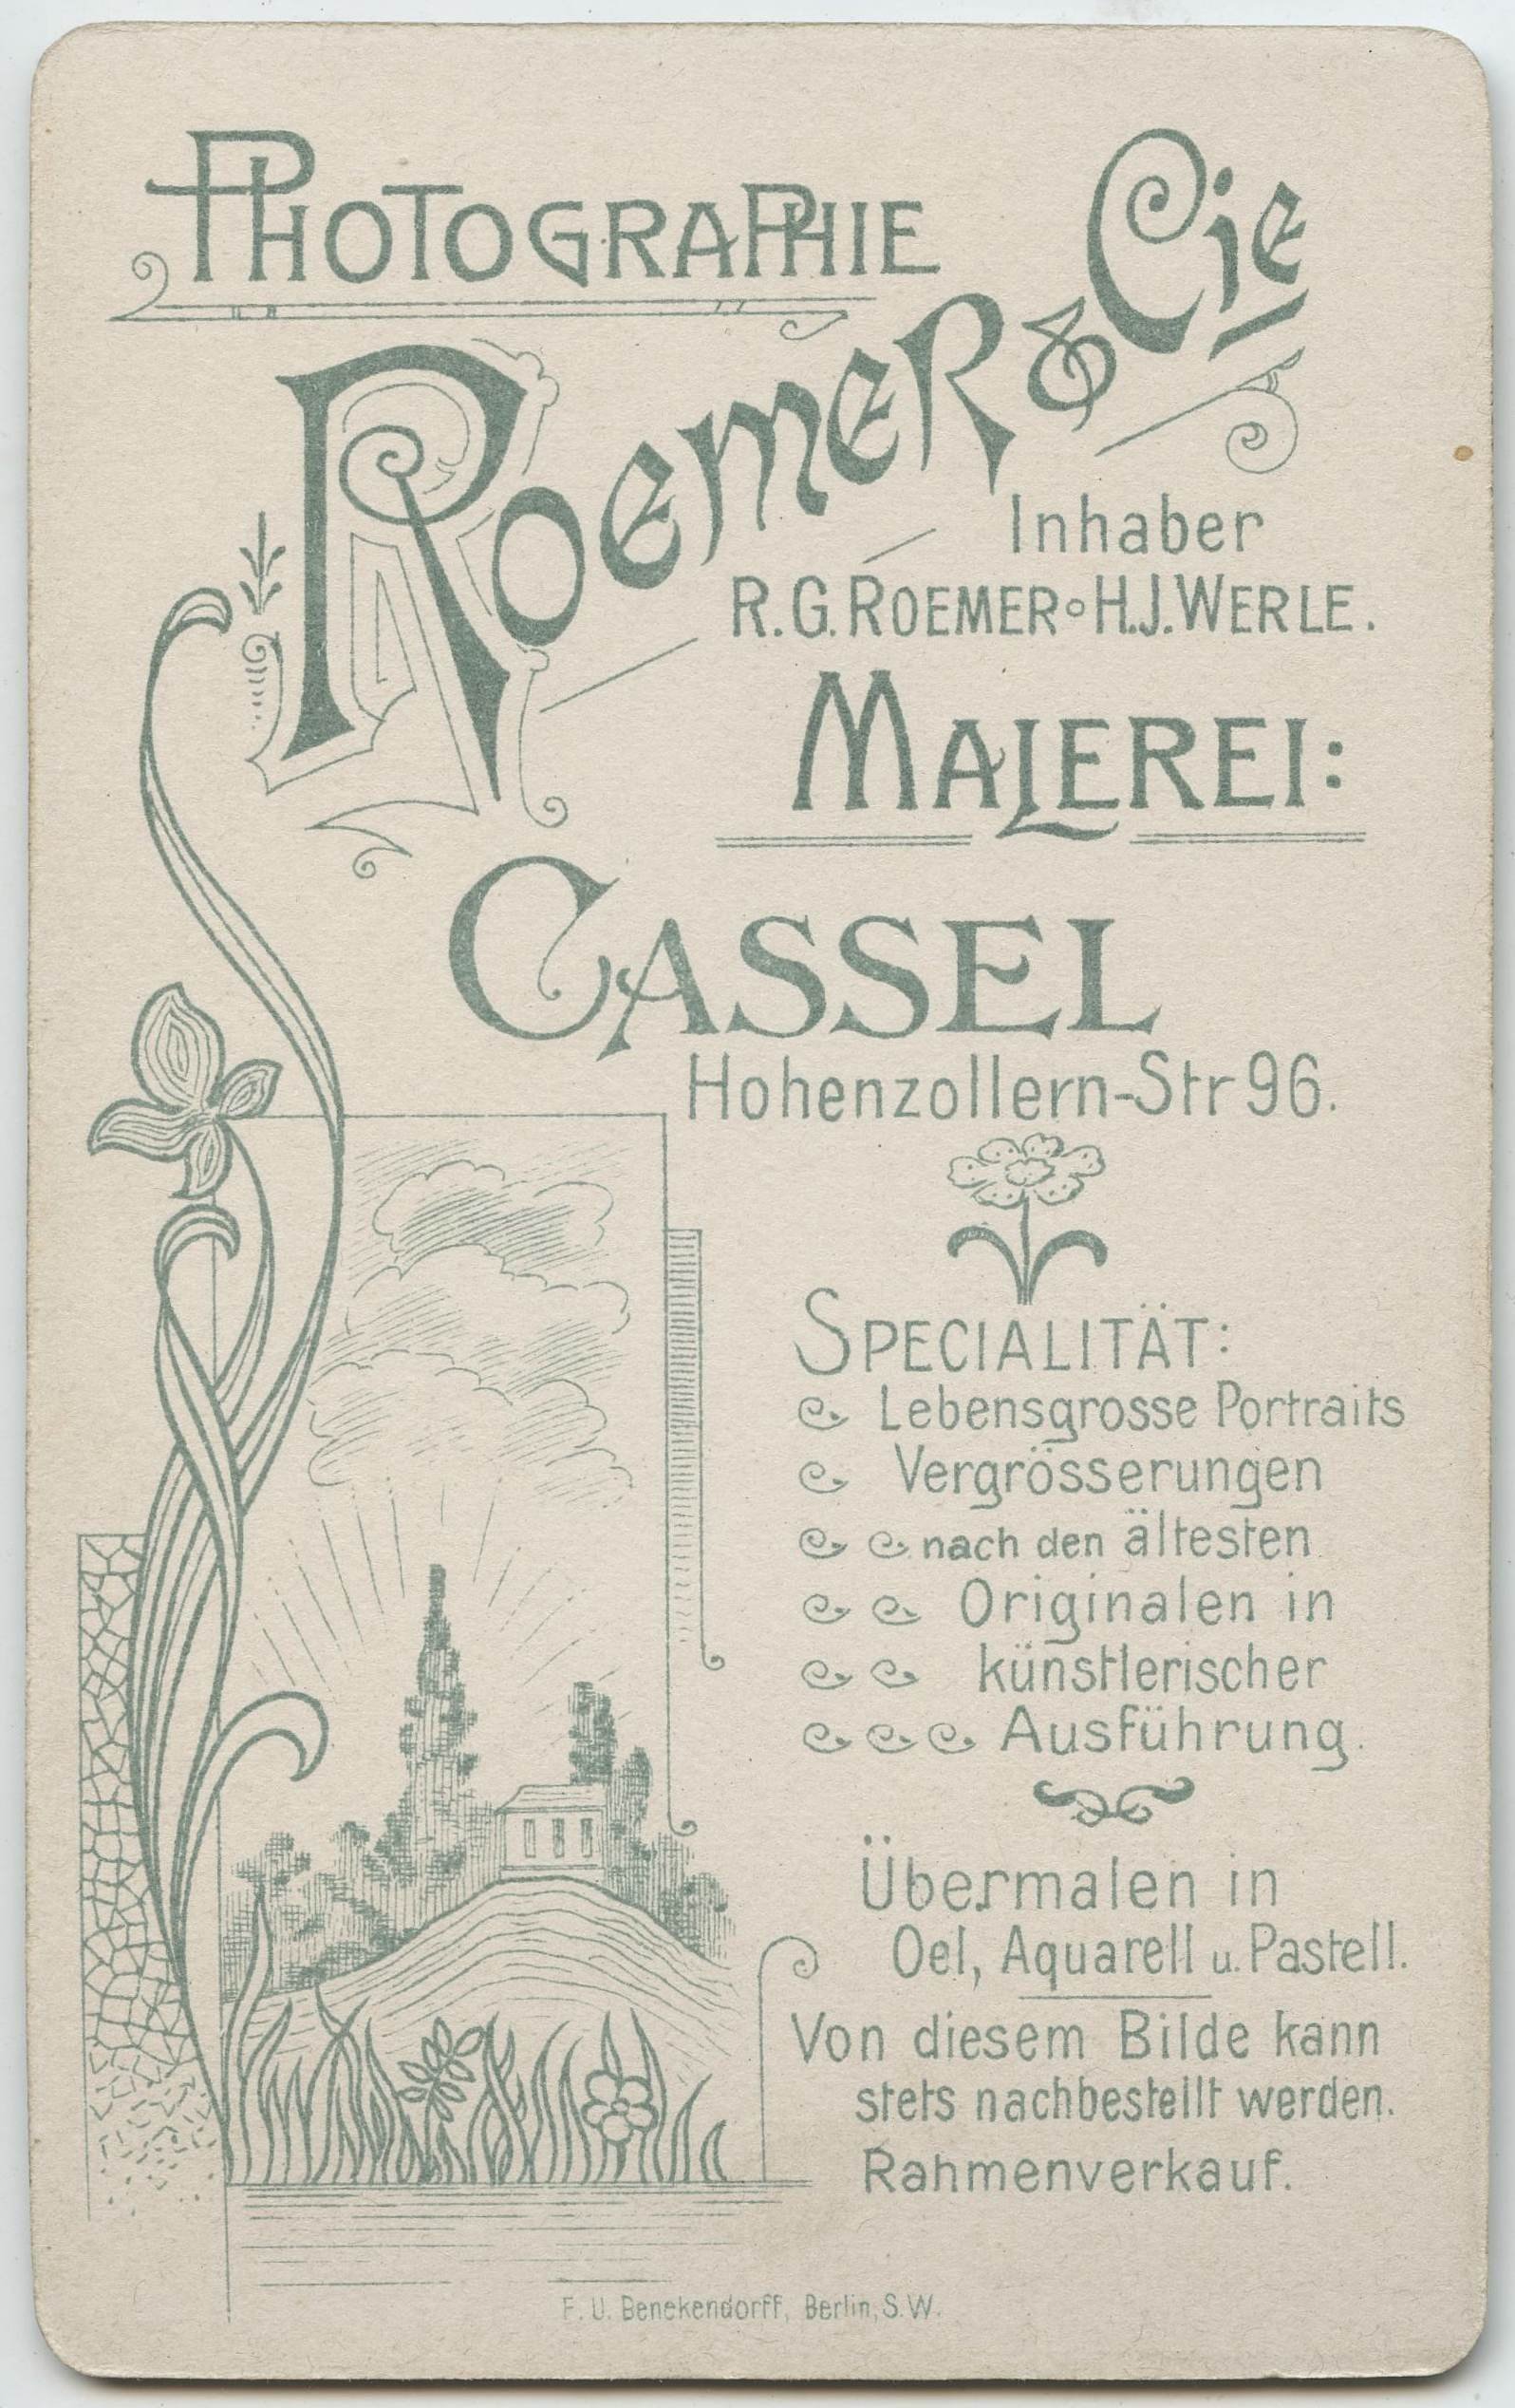 PHOTOGRAPHIE
ROEMER & Cie
Inhaber
R.G. ROEMER ∘ H.J. WERLE.
MALEREI:
CASSEL
Hohenzollern-Str 96.
SPECIALITÄT:
Lebensgrosse Portraits
Vergrösserungen
nach den ältesten
Originalen in
künstlerischer
Ausführung.
Übermalen in
Oel, Aquarell u. Pastell.
Von diesem Bilde kann
stets nachbestellt werden.
Rahmenverkauf.
F. U. Benekendorff, Berlin, S.W.